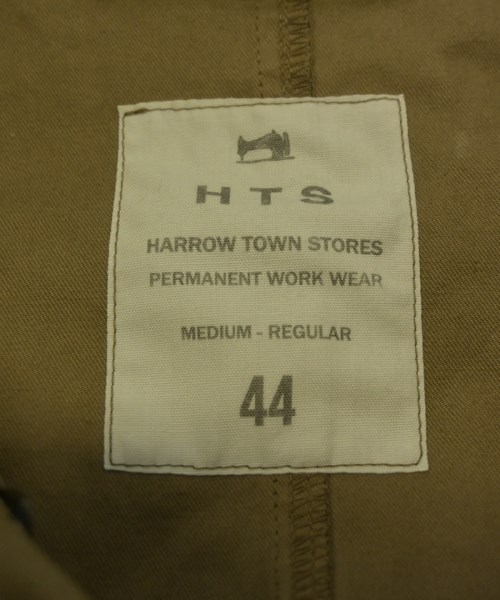 HTS
HARROW TOWN STORES
PERMANENT WORK WEAR
MEDIUM - REGULAR
44